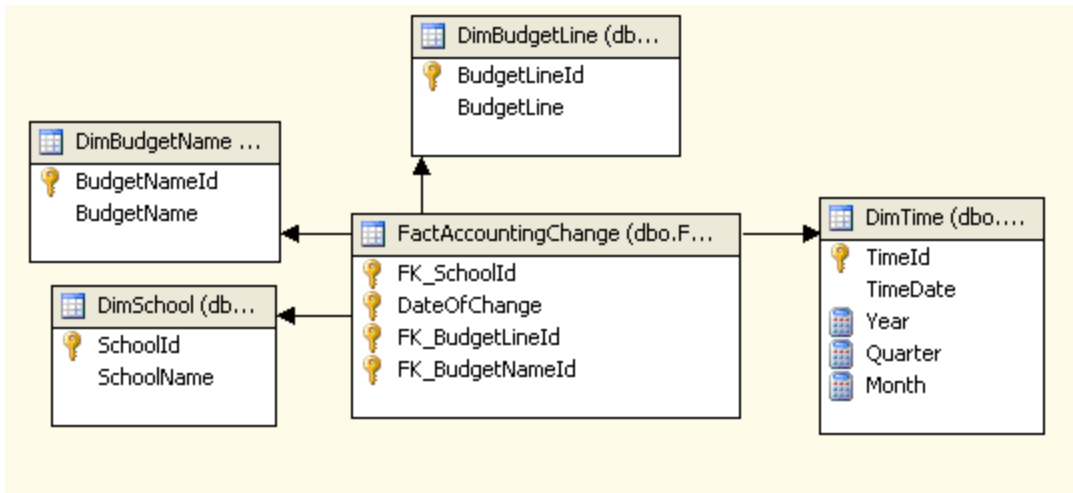 DimBudgetLine (db...
BudgetLineId
BudgetLine
DimBudgetName ...
BudgetNameId
BudgetName
FactAccountingChange (dbo.F...
FK_SchoolId
DateOfChange
FK_BudgetLineId
FK_BudgetNameId
DimTime (dbo....
TimeId
TimeDate
Year
Quarter
Month
DimSchool (db...
SchoolId
SchoolName